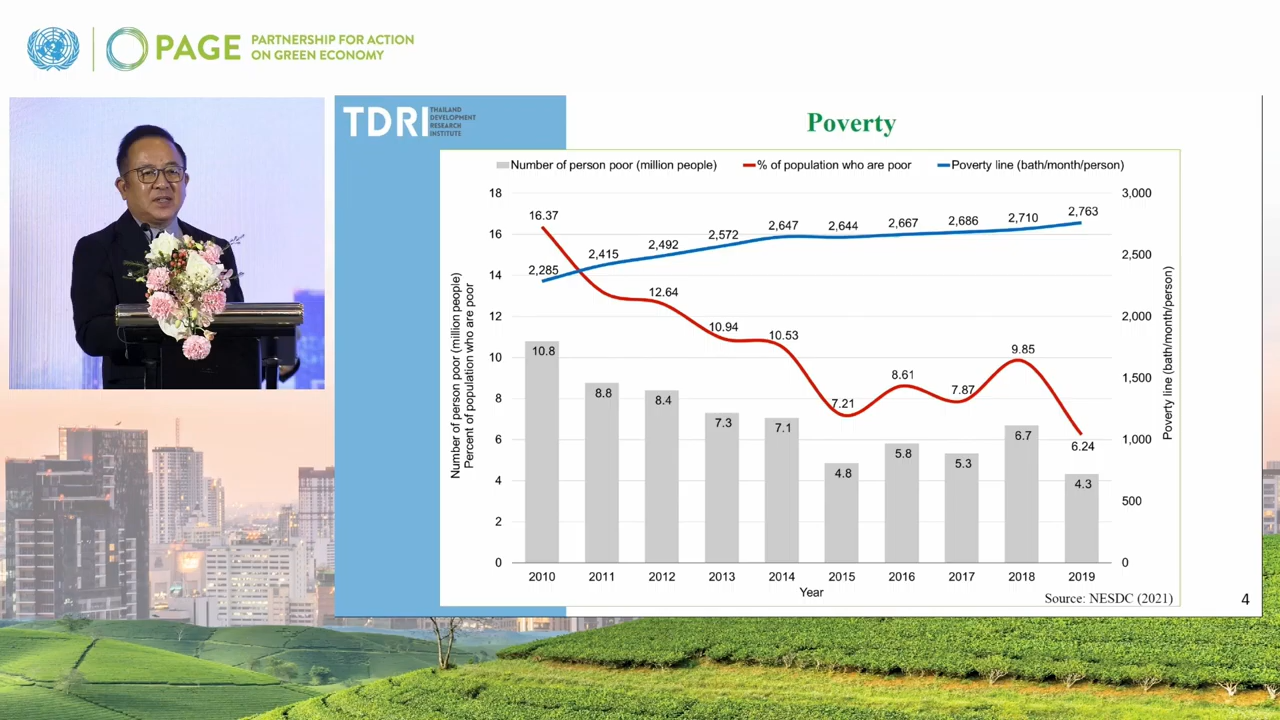 PAGE
PARTNERSHIP FOR ACTION
ON GREEN ECONOMY
TDRI
THAILAND
DEVELOPMENT
RESEARCH
INSTITUTE
Poverty
Number of person poor (million people)
% of population who are poor
Poverty line (bath/month/person)
18
16
14
12
10
8
6
4
2
0
Number of person poor (million people)
Percent of population who are poor
16.37
12.64
10.94
10.53
7.21
8.61
7.87
9.85
6.24
2,285
2,415
2,492
2,572
2,647
2,644
2,667
2,686
2,710
2,763
10.8
8.8
8.4
7.3
7.1
4.8
5.8
5.3
6.7
4.3
3,000
2,500
2,000
1,500
1,000
500
0
Poverty line (bath/month/person)
2010 2011 2012 2013 2014 2015 2016 2017 2018 2019
Year
Source: NESDC (2021)
4